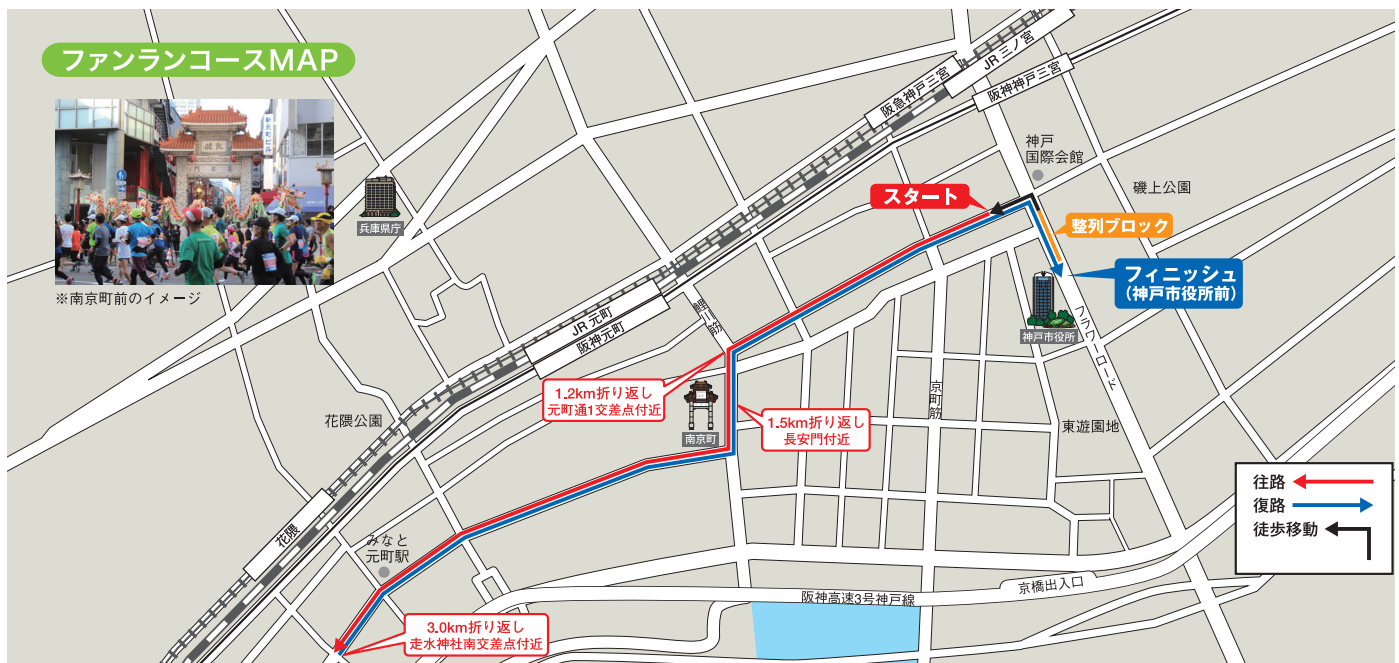 ファンランコースMAP
※南京町前のイメージ
兵庫県庁
JR 三ノ宮
阪急神戸三宮
阪神神戸三宮
神戸
国際会館
磯上公園
スタート
整列ブロック
フィニッシュ
(神戸市役所前)
神戸市役所
フラワーロード
JR 元町
阪神元町
鯉川筋
1.2km折り返し
元町通1交差点付近
南京町
1.5km折り返し
長安門付近
京町筋
東遊園地
花隈公園
花隈
みなと
元町駅
3.0km折り返し
走水神社南交差点付近
阪神高速3号神戸線
京橋出入口
往路
復路
徒歩移動